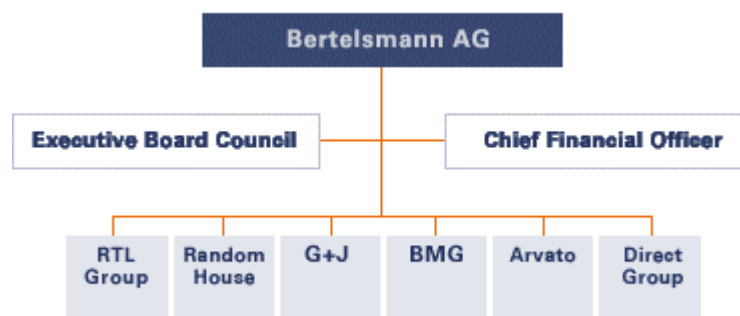 Bertelsmann AG
Executive Board Council
Chief Financial Officer
RTL
Group
Random
House
G+J
BMG
Arvato
Direct
Group